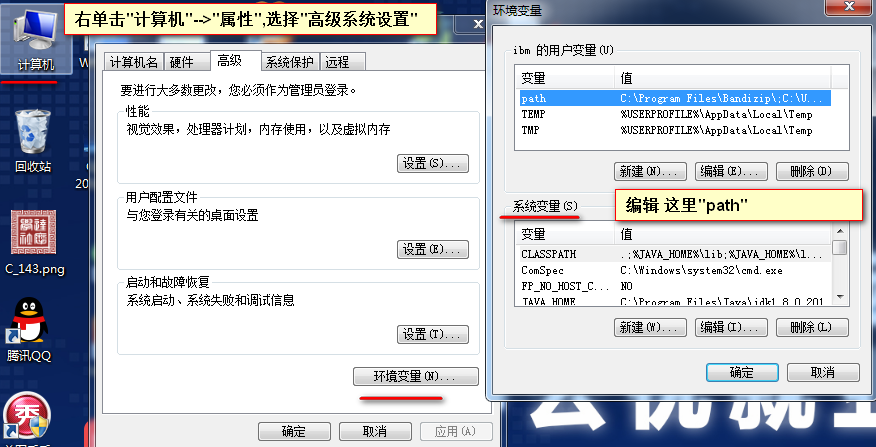 右单击"计算机"-->"属性",选择"高级系统设置"
计算机
回收站
C_143.png
腾讯QQ
计算机名 硬件 高级 系统保护 远程
要进行大多数更改，您必须作为管理员登录。
性能
视觉效果，处理器计划，内存使用，以及虚拟内存
设置(S)...
用户配置文件
与您登录有关的桌面设置
设置(E)...
启动和故障恢复
系统启动、系统失败和调试信息
设置(T)...
环境变量(N)...
确定 取消 应用(A)
环境变量
ibm 的用户变量(U)
变量 值
path C:\Program Files\Bandizip\;C:\U...
TEMP %USERPROFILE%\AppData\Local\Temp
TMP %USERPROFILE%\AppData\Local\Temp
新建(N)... 编辑(E)... 删除(D)
系统变量(S)
编辑 这里"path"
变量 值
CLASSPATH .;%JAVA_HOME%\lib;%JAVA_HOME%\l...
ComSpec C:\Windows\system32\cmd.exe
FP_NO_HOST_C... NO
JAVA_HOME C:\Program Files\Java\jdk1.8.0_201
新建(W)... 编辑(I)... 删除(L)
确定 取消